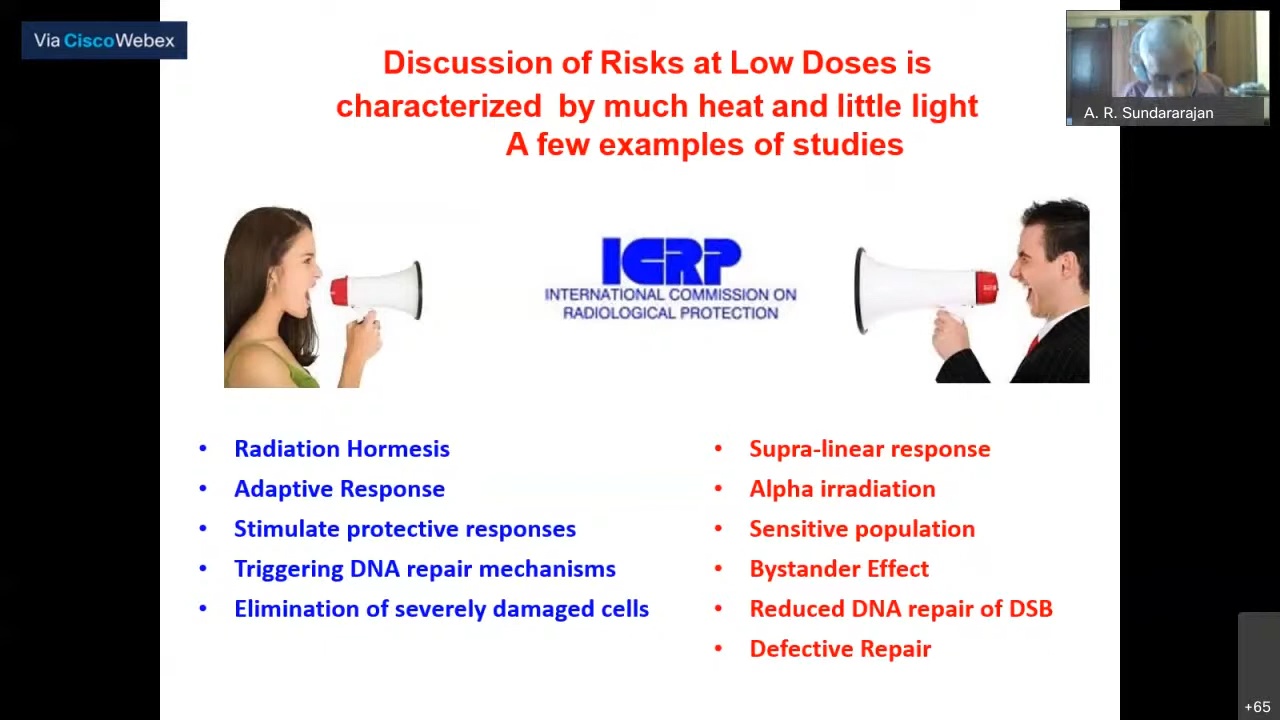 Via CiscoWebex
Discussion of Risks at Low Doses is
characterized by much heat and little light
A few examples of studies
A. R. Sundararajan
ICRP
INTERNATIONAL COMMISSION ON
RADIOLOGICAL PROTECTION
• Radiation Hormesis
• Adaptive Response
• Stimulate protective responses
• Triggering DNA repair mechanisms
• Elimination of severely damaged cells
• Supra-linear response
• Alpha irradiation
• Sensitive population
• Bystander Effect
• Reduced DNA repair of DSB
• Defective Repair
+65